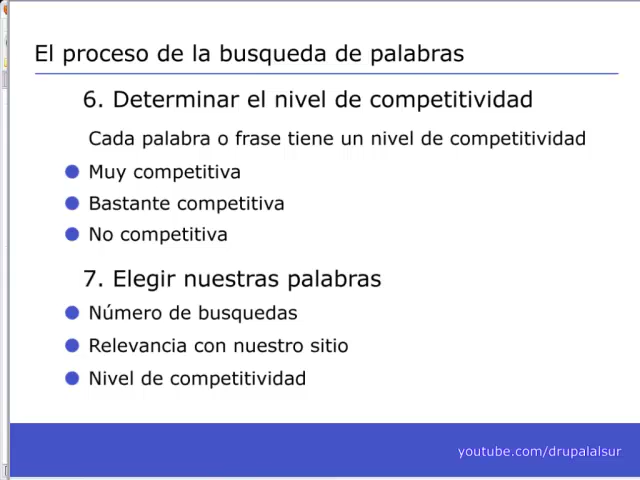 El proceso de la busqueda de palabras
6. Determinar el nivel de competitividad
Cada palabra o frase tiene un nivel de competitividad
Muy competitiva
Bastante competitiva
No competitiva
7. Elegir nuestras palabras
Número de busquedas
Relevancia con nuestro sitio
Nivel de competitividad
youtube.com/drupalalsur